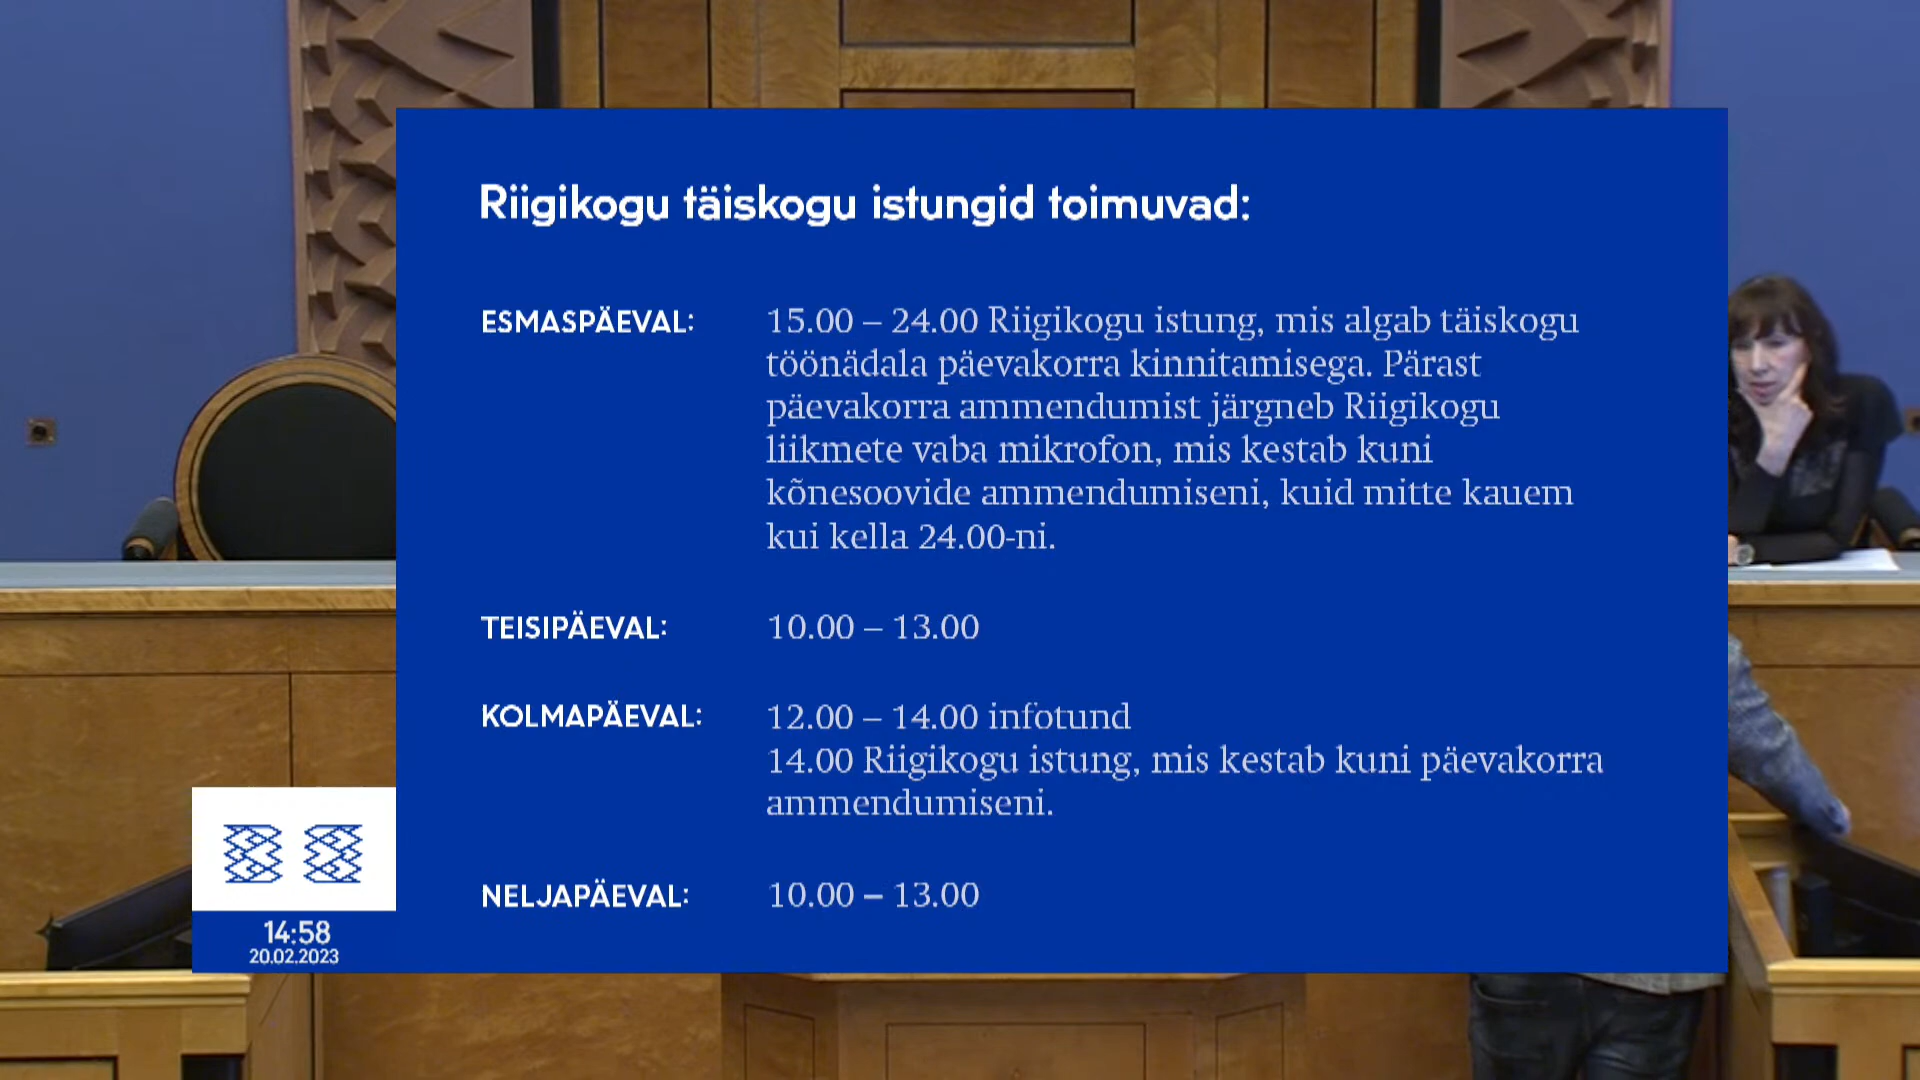 Riigikogu täiskogu istungid toimuvad:
ESMASPÄEVAL: 15.00 – 24.00 Riigikogu istung, mis algab täiskogu
töönädala päevakorra kinnitamisega. Pärast
päevakorra ammendumist järgneb Riigikogu
liikmete vaba mikrofon, mis kestab kuni
kõnesoovide ammendumiseni, kuid mitte kauem
kui kella 24.00-ni.
TEISIPÄEVAL: 10.00 – 13.00
KOLMAPÄEVAL: 12.00 – 14.00 infotund
14.00 Riigikogu istung, mis kestab kuni päevakorra
ammendumiseni.
NELJAPÄEVAL: 10.00 – 13.00
14:58
20.02.2023